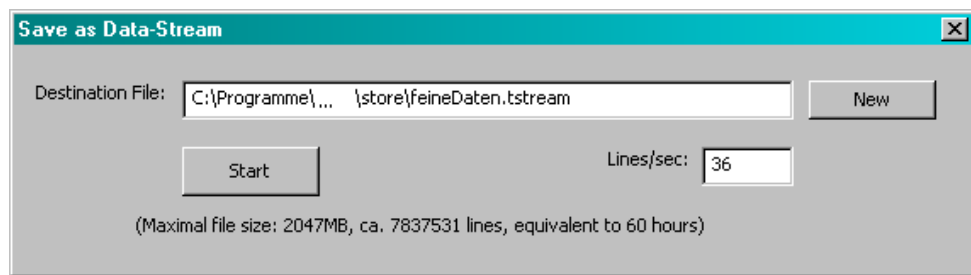 Save as Data-Stream
Destination File: C:\Programme\... \store\feineDaten.tstream New
Start Lines/sec: 36
(Maximal file size: 2047MB, ca. 7837531 lines, equivalent to 60 hours)